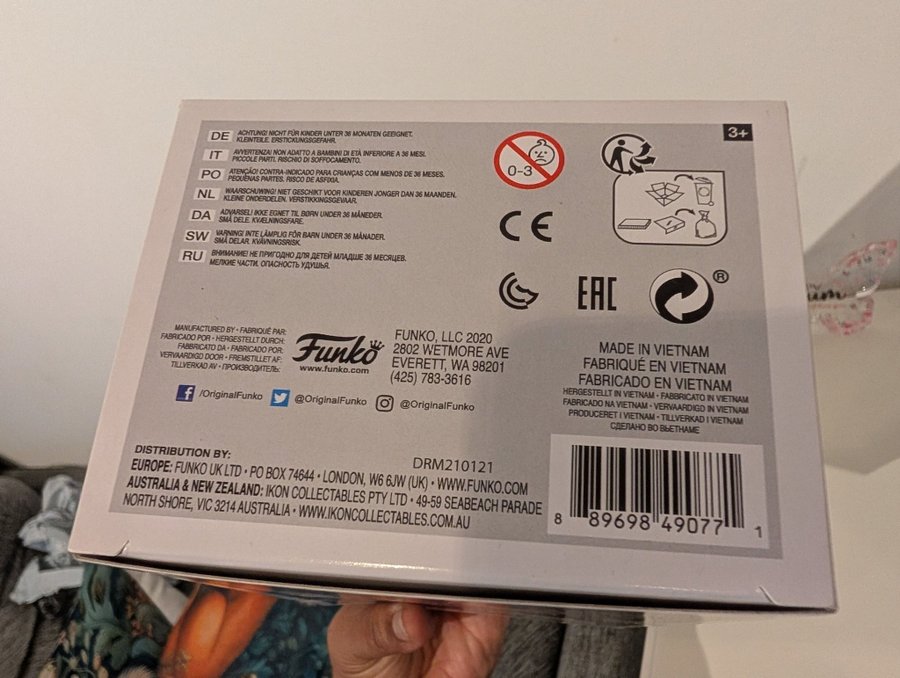 DE ACHTUNG! NICHT FÜR KINDER UNTER 36 MONATEN GEEIGNET.
KLEINTEILE. ERSTICKUNGSGEFAHR.
IT AVVERTENZA! NON ADATTO A BAMBINI DI ETÀ INFERIORE A 36 MESI.
PICCOLE PARTI. RISCHIO DI SOFFOCAMENTO.
PO ATENÇÃO! CONTRA-INDICADO PARA CRIANÇAS COM MENOS DE 36 MESES.
PEQUENAS PARTES. RISCO DE ASFIXIA.
NL WAARSCHUWING! NIET GESCHIKT VOOR KINDEREN JONGER DAN 36 MAANDEN.
KLEINE ONDERDELEN. VERSTIKKINGSGEVAAR.
DA ADVARSEL! IKKE EGNET TIL BØRN UNDER 36 MÅNEDER.
SMÅ DELE. KVÆLNINGSFARE.
SW VARNING! INTE LÄMPLIG FÖR BARN UNDER 36 MÅNADER.
SMÅ DELAR. KVÄVNINGSRISK.
RU ВНИМАНИЕ! НЕ ПРИГОДНО ДЛЯ ДЕТЕЙ МЛАДШЕ 36 МЕСЯЦЕВ.
МЕЛКИЕ ЧАСТИ. ОПАСНОСТЬ УДУШЬЯ.
0-3
3+
CE
EAC
®
MANUFACTURED BY • FABRIQUÉ PAR:
FABRICADO POR • HERGESTELLT DURCH:
FABBRICATO DA • FABRICADO POR:
VERVAARDIGD DOOR • FREMSTILLET AF:
TILLVERKAD AV • ПРОИЗВОДИТЕЛЬ:
Funko
www.funko.com
FUNKO, LLC 2020
2802 WETMORE AVE
EVERETT, WA 98201
(425) 783-3616
/OriginalFunko @OriginalFunko @OriginalFunko
MADE IN VIETNAM
FABRIQUÉ EN VIETNAM
FABRICADO EN VIETNAM
HERGESTELLT IN VIETNAM • FABBRICATO IN VIETNAM
FABRICADO NA VIETNAM • VERVAARDIGD IN VIETNAM
PRODUCERET I VIETNAM • TILLVERKAD I VIETNAM
СДЕЛАНО ВО ВЬЕТНАМЕ
DISTRIBUTION BY:
DRM210121
EUROPE: FUNKO UK LTD • PO BOX 74644 • LONDON, W6 6JW (UK) • WWW.FUNKO.COM
AUSTRALIA & NEW ZEALAND: IKON COLLECTABLES PTY LTD • 49-59 SEABEACH PARADE
NORTH SHORE, VIC 3214 AUSTRALIA • WWW.IKONCOLLECTABLES.COM.AU
8 89698 49077 1